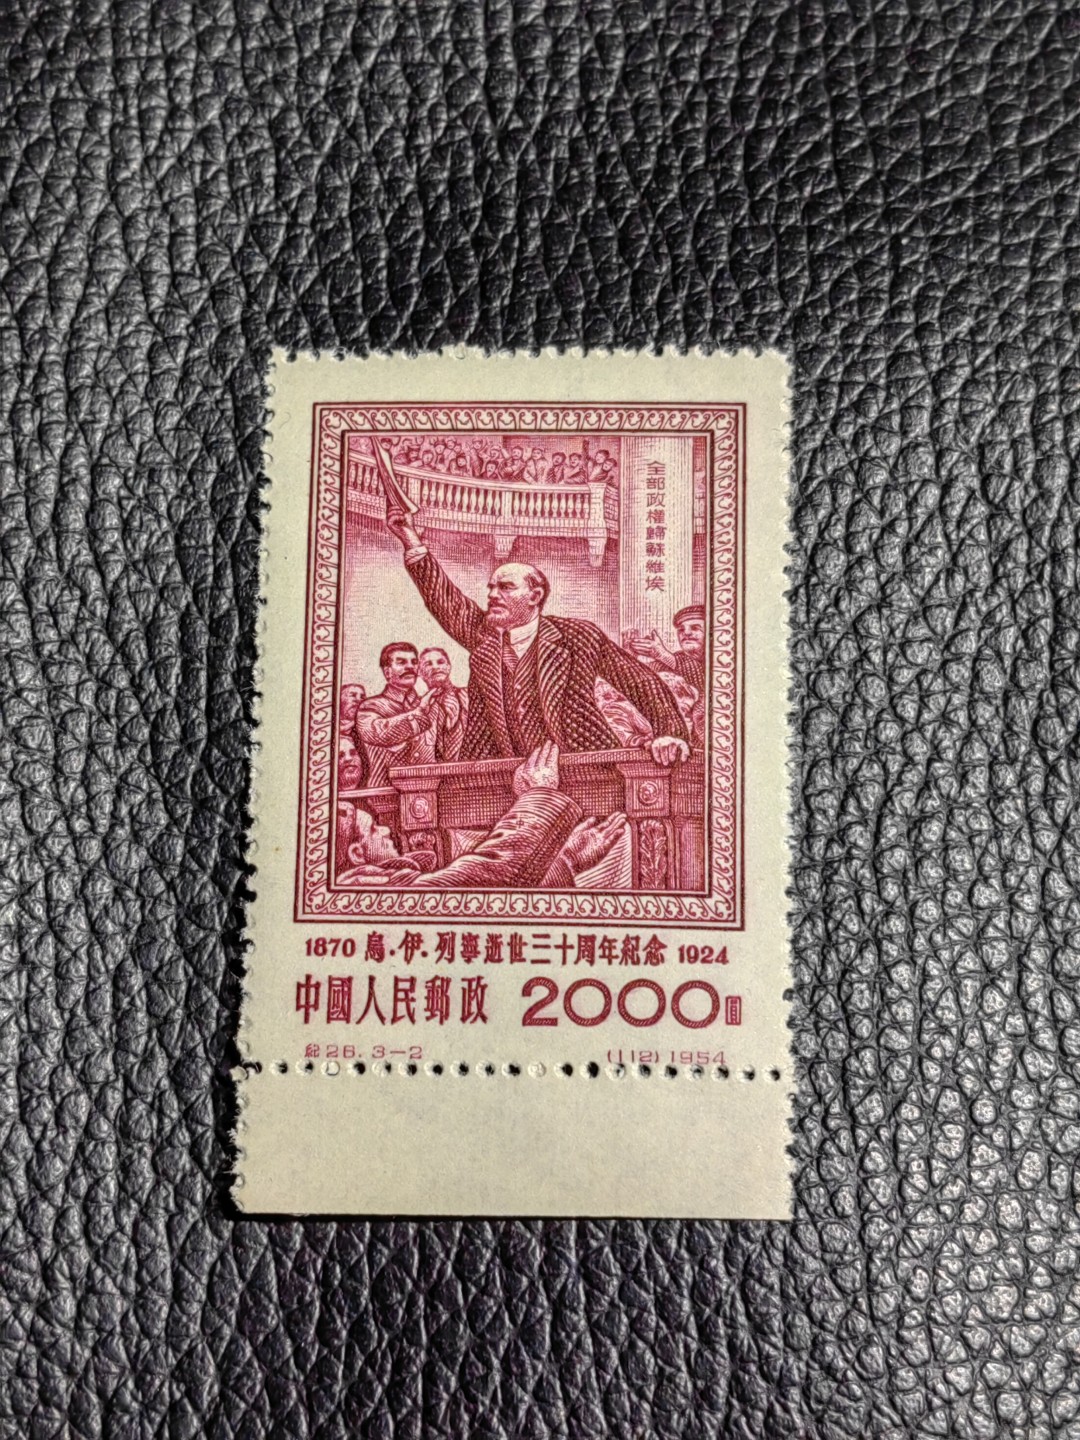 全部政權歸蘇維埃
1870 烏·伊·列寧逝世三十周年紀念 1924
中國人民郵政 2000圓
紀26.3-2 (112)1954